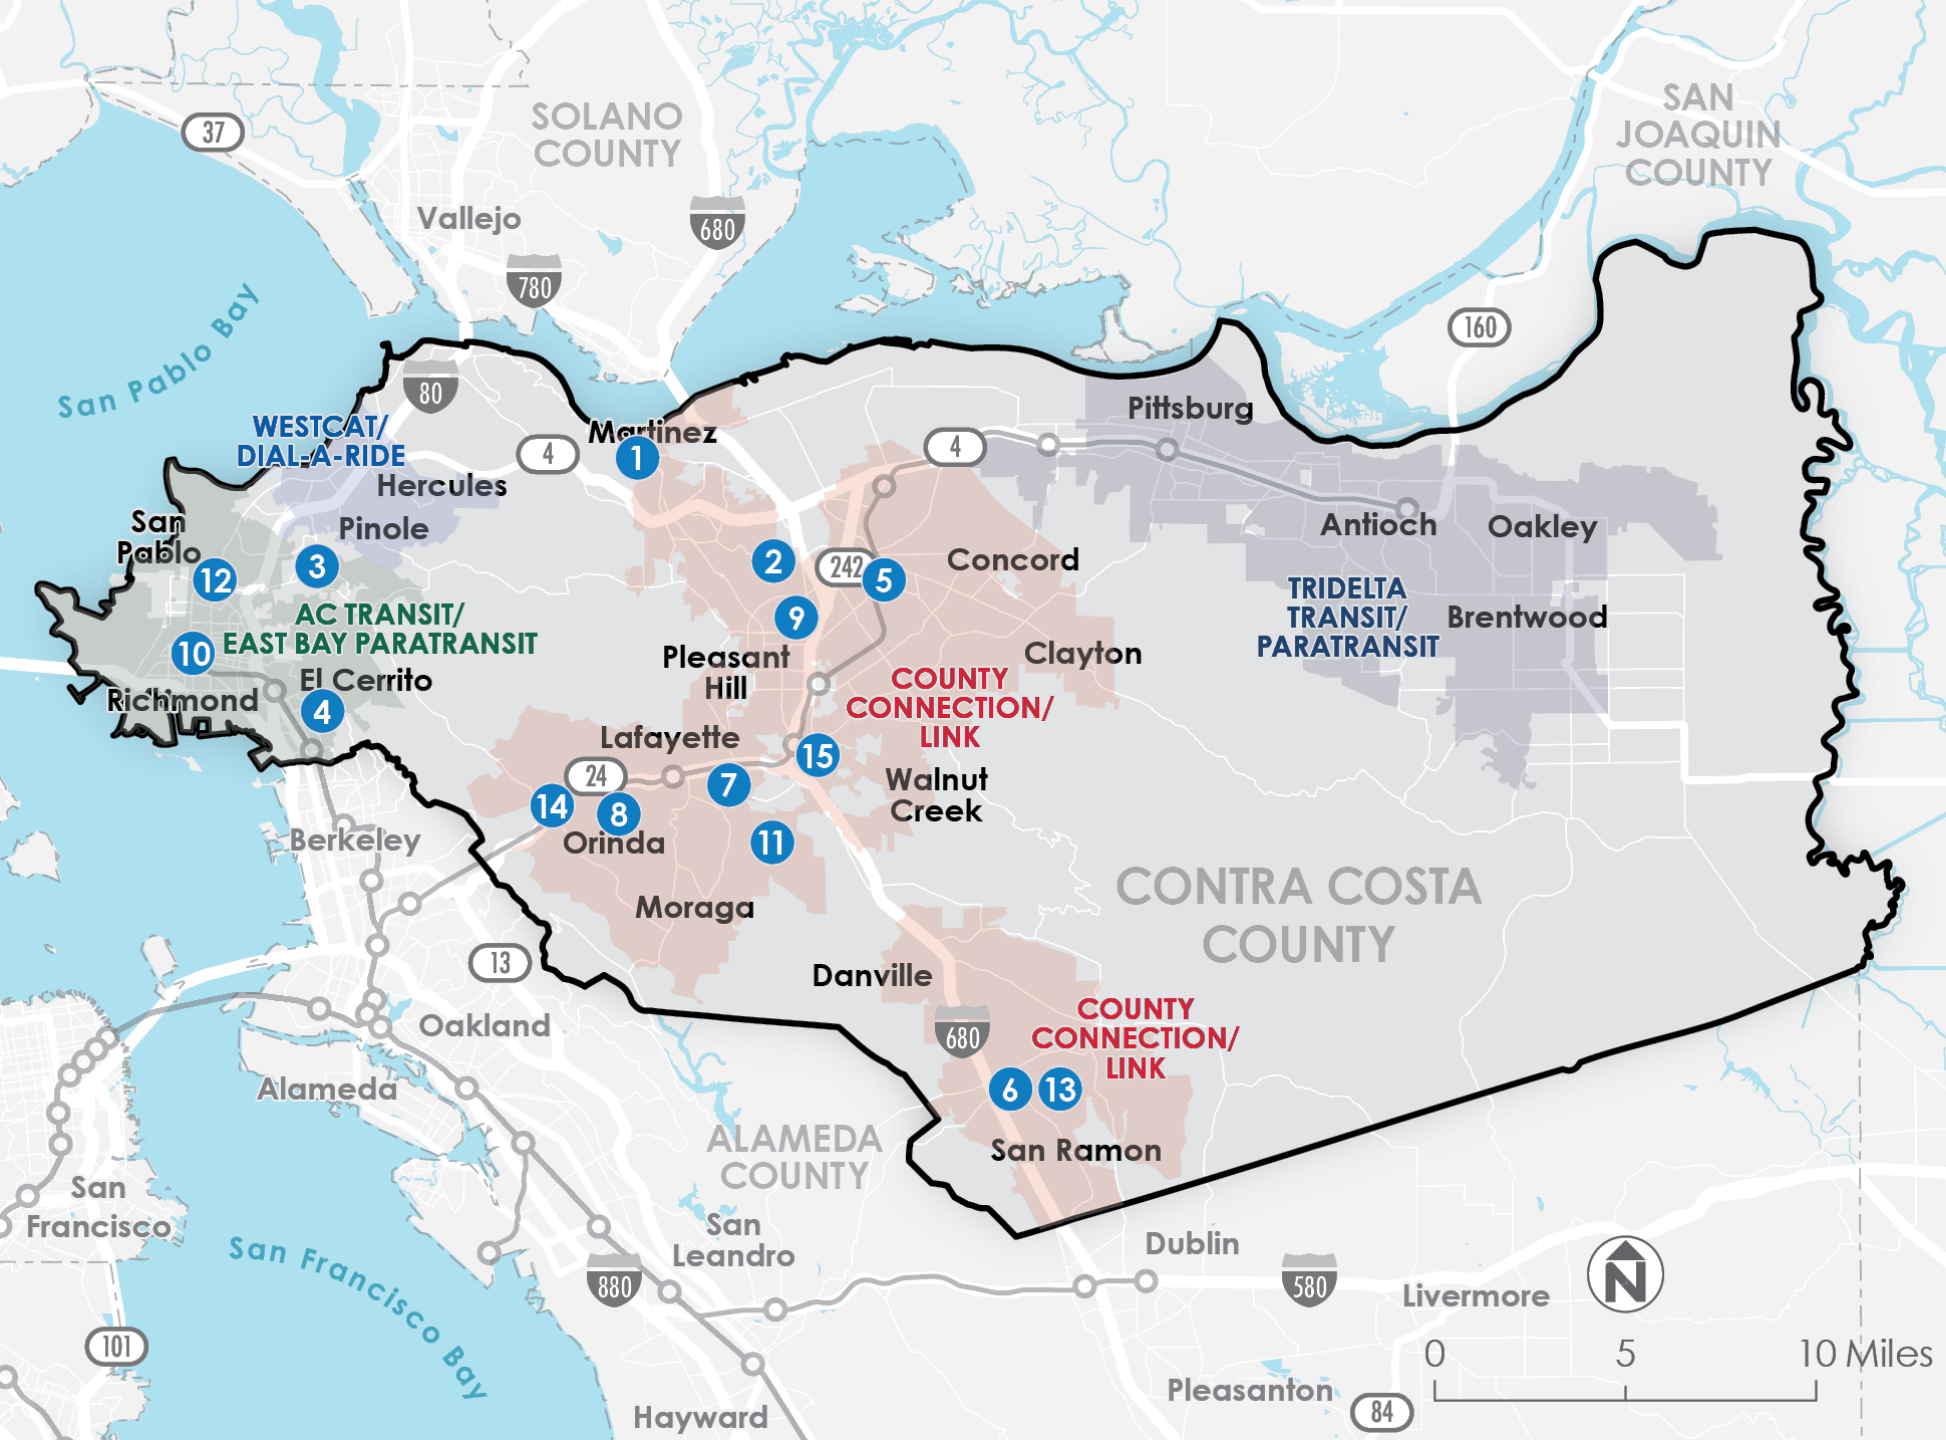 37
SOLANO
COUNTY
SAN
JOAQUIN
COUNTY
Vallejo
680
780
160
San Pablo Bay
80
WESTCAT/
DIAL-A-RIDE
Martinez
Pittsburg
4
4
1
Hercules
San
Pablo
Pinole
Antioch
Oakley
12
3
2
242
5
Concord
TRIDELTA
TRANSIT/
PARATRANSIT
Brentwood
AC TRANSIT/
EAST BAY PARATRANSIT
9
10
Pleasant
Hill
Clayton
El Cerrito
COUNTY
CONNECTION/
LINK
Richmond
4
Lafayette
15
24
7
Walnut
Creek
14
8
Orinda
11
Berkeley
CONTRA COSTA
COUNTY
Moraga
13
Danville
COUNTY
CONNECTION/
LINK
Oakland
680
Alameda
6
13
ALAMEDA
COUNTY
San Ramon
San
Francisco
San
Leandro
San Francisco Bay
Dublin
880
580
Livermore
N
101
0
5
10 Miles
Pleasanton
84
Hayward